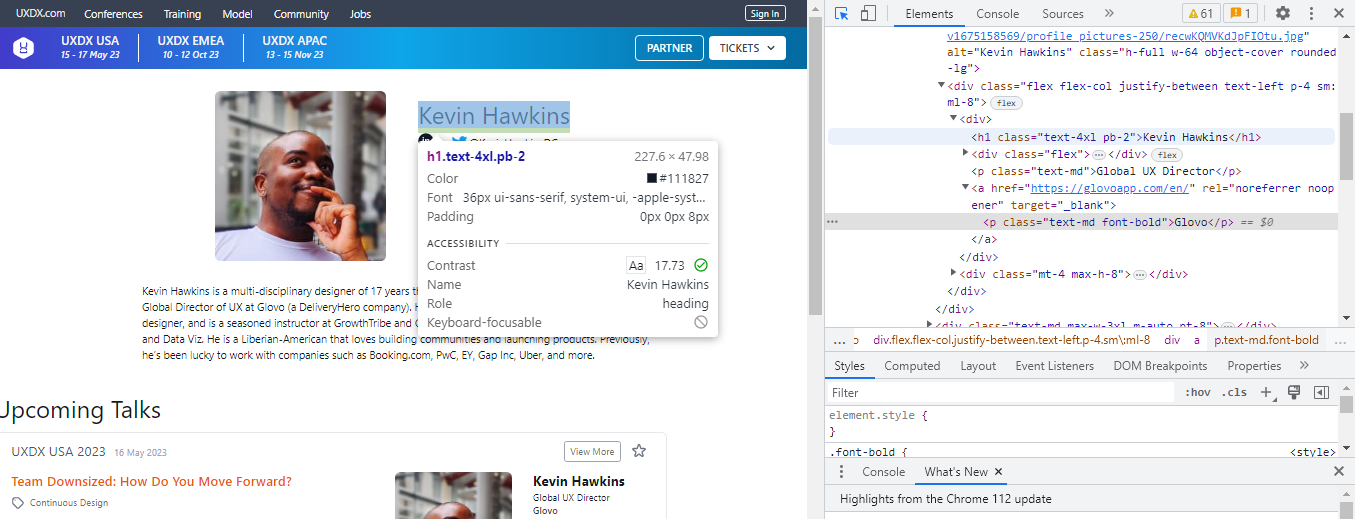 UXDX.com Conferences Training Model Community Jobs Sign In
UXDX USA UXDX EMEA UXDX APAC PARTNER TICKETS
15 - 17 May 23 10 - 12 Oct 23 13 - 15 Nov 23
Kevin Hawkins
h1.text-4xl.pb-2 227.6 × 47.98
Color #111827
Font 36px ui-sans-serif, system-ui, -apple-syst…
Padding 0px 0px 8px
ACCESSIBILITY
Contrast Aa 17.73
Name Kevin Hawkins
Role heading
Keyboard-focusable
Kevin Hawkins is a multi-disciplinary designer of 17 years
Global Director of UX at Glovo (a DeliveryHero company).
designer, and is a seasoned instructor at GrowthTribe and
and Data Viz. He is a Liberian-American that loves building communities and launching products. Previously,
he's been lucky to work with companies such as Booking.com, PwC, EY, Gap Inc, Uber, and more.
Upcoming Talks
UXDX USA 2023 16 May 2023 View More
Team Downsized: How Do You Move Forward?
Continuous Design
Kevin Hawkins
Global UX Director
Glovo
Elements Console Sources » 61 1
v1675158569/profile_pictures-250/recwKQMVKdJpFIOtu.jpg"
alt="Kevin Hawkins" class="h-full w-64 object-cover rounded
-lg">
<div class="flex flex-col justify-between text-left p-4 sm:
ml-8"> flex
<div>
<h1 class="text-4xl pb-2">Kevin Hawkins</h1>
<div class="flex">…</div> flex
<p class="text-md">Global UX Director</p>
<a href="https://glovoapp.com/en/" rel="noreferrer noop
ener" target="_blank">
… <p class="text-md font-bold">Glovo</p> == $0
</a>
</div>
<div class="mt-4 max-h-8">…</div>
</div>
</div>
<div class="text-md max-w-3xl m-auto pt-8">…</div>
… div.flex.flex-col.justify-between.text-left.p-4.sm\:ml-8 div a p.text-md.font-bold …
Styles Computed Layout Event Listeners DOM Breakpoints Properties »
Filter :hov .cls +
element.style {
}
.font-bold { <style>
Console What's New ×
Highlights from the Chrome 112 update